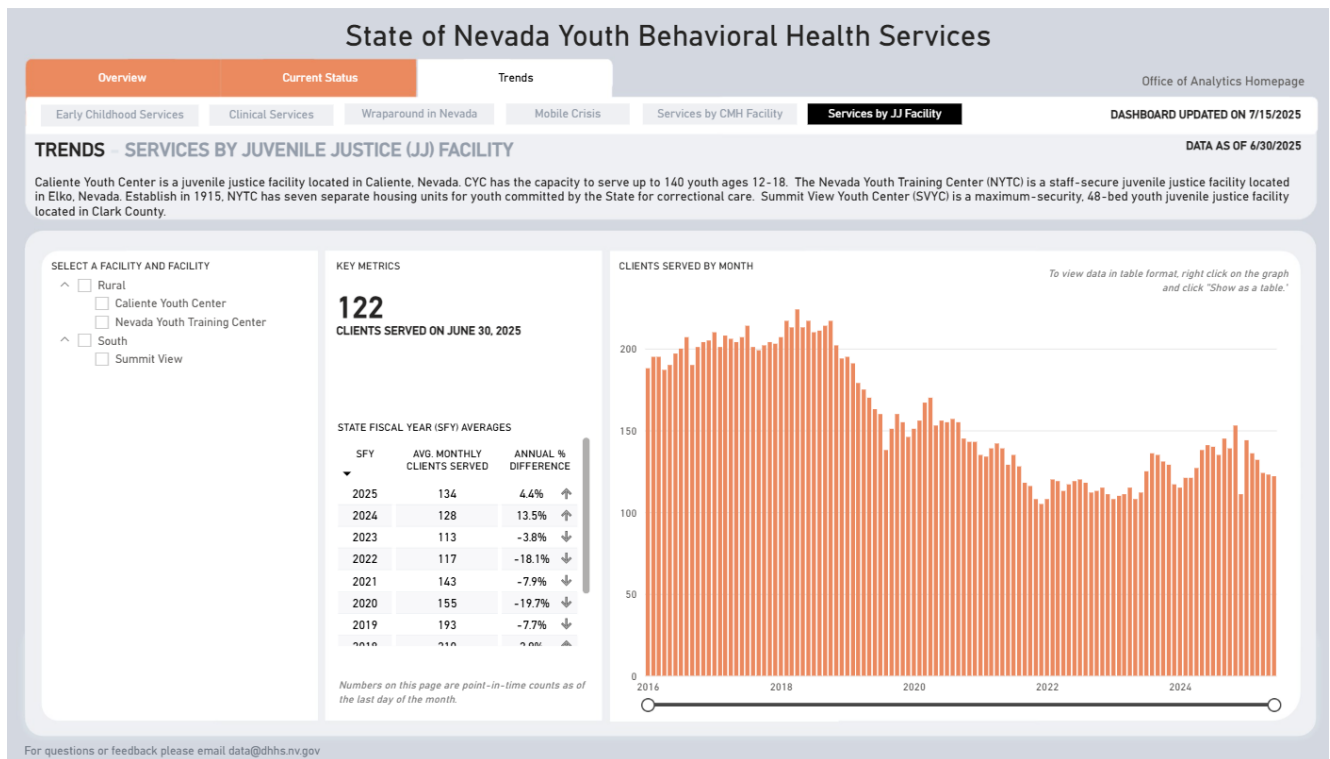 State of Nevada Youth Behavioral Health Services
Overview
Current Status
Trends
Office of Analytics Homepage
Early Childhood Services
Clinical Services
Wraparound in Nevada
Mobile Crisis
Services by CMH Facility
Services by JJ Facility
DASHBOARD UPDATED ON 7/15/2025
TRENDS - SERVICES BY JUVENILE JUSTICE (JJ) FACILITY
DATA AS OF 6/30/2025
Caliente Youth Center is a juvenile justice facility located in Caliente, Nevada. CYC has the capacity to serve up to 140 youth ages 12-18. The Nevada Youth Training Center (NYTC) is a staff-secure juvenile justice facility located
in Elko, Nevada. Establish in 1915, NYTC has seven separate housing units for youth committed by the State for correctional care. Summit View Youth Center (SVYC) is a maximum-security, 48-bed youth juvenile justice facility
located in Clark County.
SELECT A FACILITY AND FACILITY
Rural
Caliente Youth Center
Nevada Youth Training Center
South
Summit View
KEY METRICS
122
CLIENTS SERVED ON JUNE 30, 2025
STATE FISCAL YEAR (SFY) AVERAGES
SFY AVG. MONTHLY CLIENTS SERVED ANNUAL % DIFFERENCE
2025 134 4.4%
2024 128 13.5%
2023 113 -3.8%
2022 117 -18.1%
2021 143 -7.9%
2020 155 -19.7%
2019 193 -7.7%
Numbers on this page are point-in-time counts as of
the last day of the month.
CLIENTS SERVED BY MONTH
To view data in table format, right click on the graph
and click "Show as a table."
200
150
100
50
0
2016 2018 2020 2022 2024
For questions or feedback please email data@dhhs.nv.gov